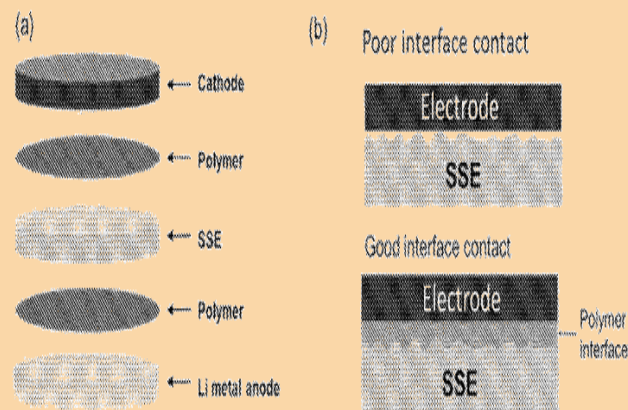 (a)
Cathode
Polymer
SSE
Polymer
Li metal anode
(b)
Poor interface contact
Electrode
SSE
Good interface contact
Electrode
SSE
Polymer
interface